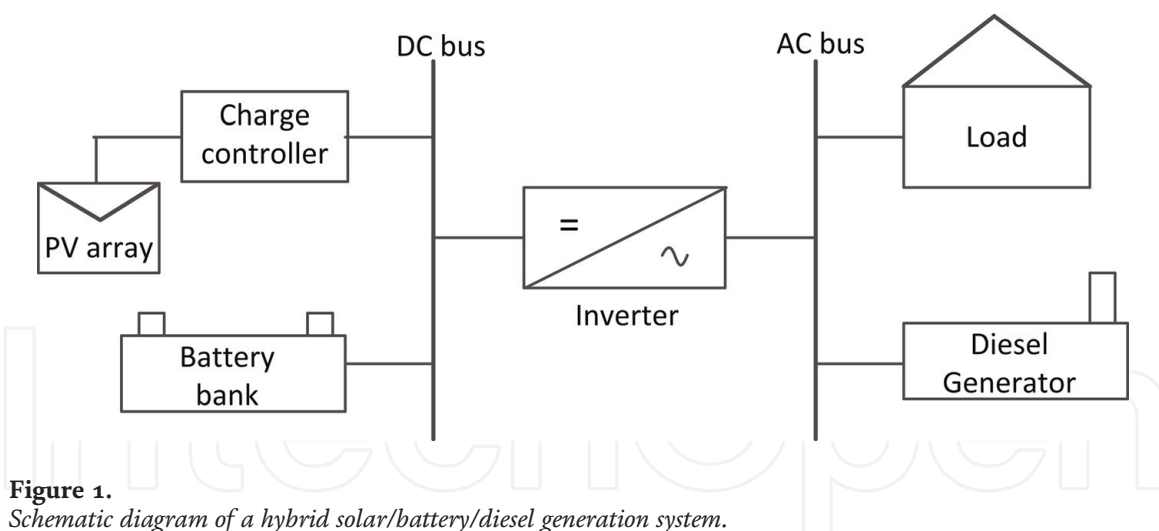 DC bus
AC bus
Charge
controller
Load
PV array
=
Inverter
Battery
bank
Diesel
Generator
IntechOpen
Figure 1.
Schematic diagram of a hybrid solar/battery/diesel generation system.